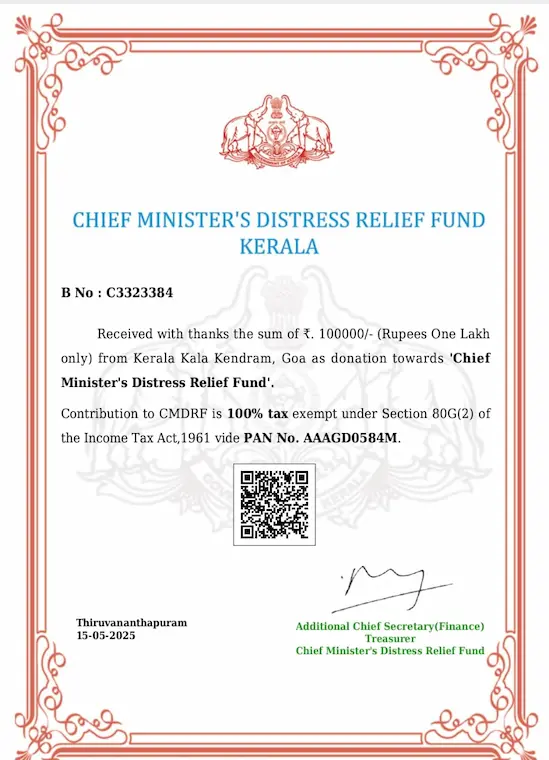 CHIEF MINISTER'S DISTRESS RELIEF FUND
KERALA
B No : C3323384
Received with thanks the sum of ₹. 100000/- (Rupees One Lakh
only) from Kerala Kala Kendram, Goa as donation towards 'Chief
Minister's Distress Relief Fund'.
Contribution to CMDRF is 100% tax exempt under Section 80G(2) of
the Income Tax Act,1961 vide PAN No. AAAGD0584M.
Thiruvananthapuram
15-05-2025
Additional Chief Secretary(Finance)
Treasurer
Chief Minister's Distress Relief Fund